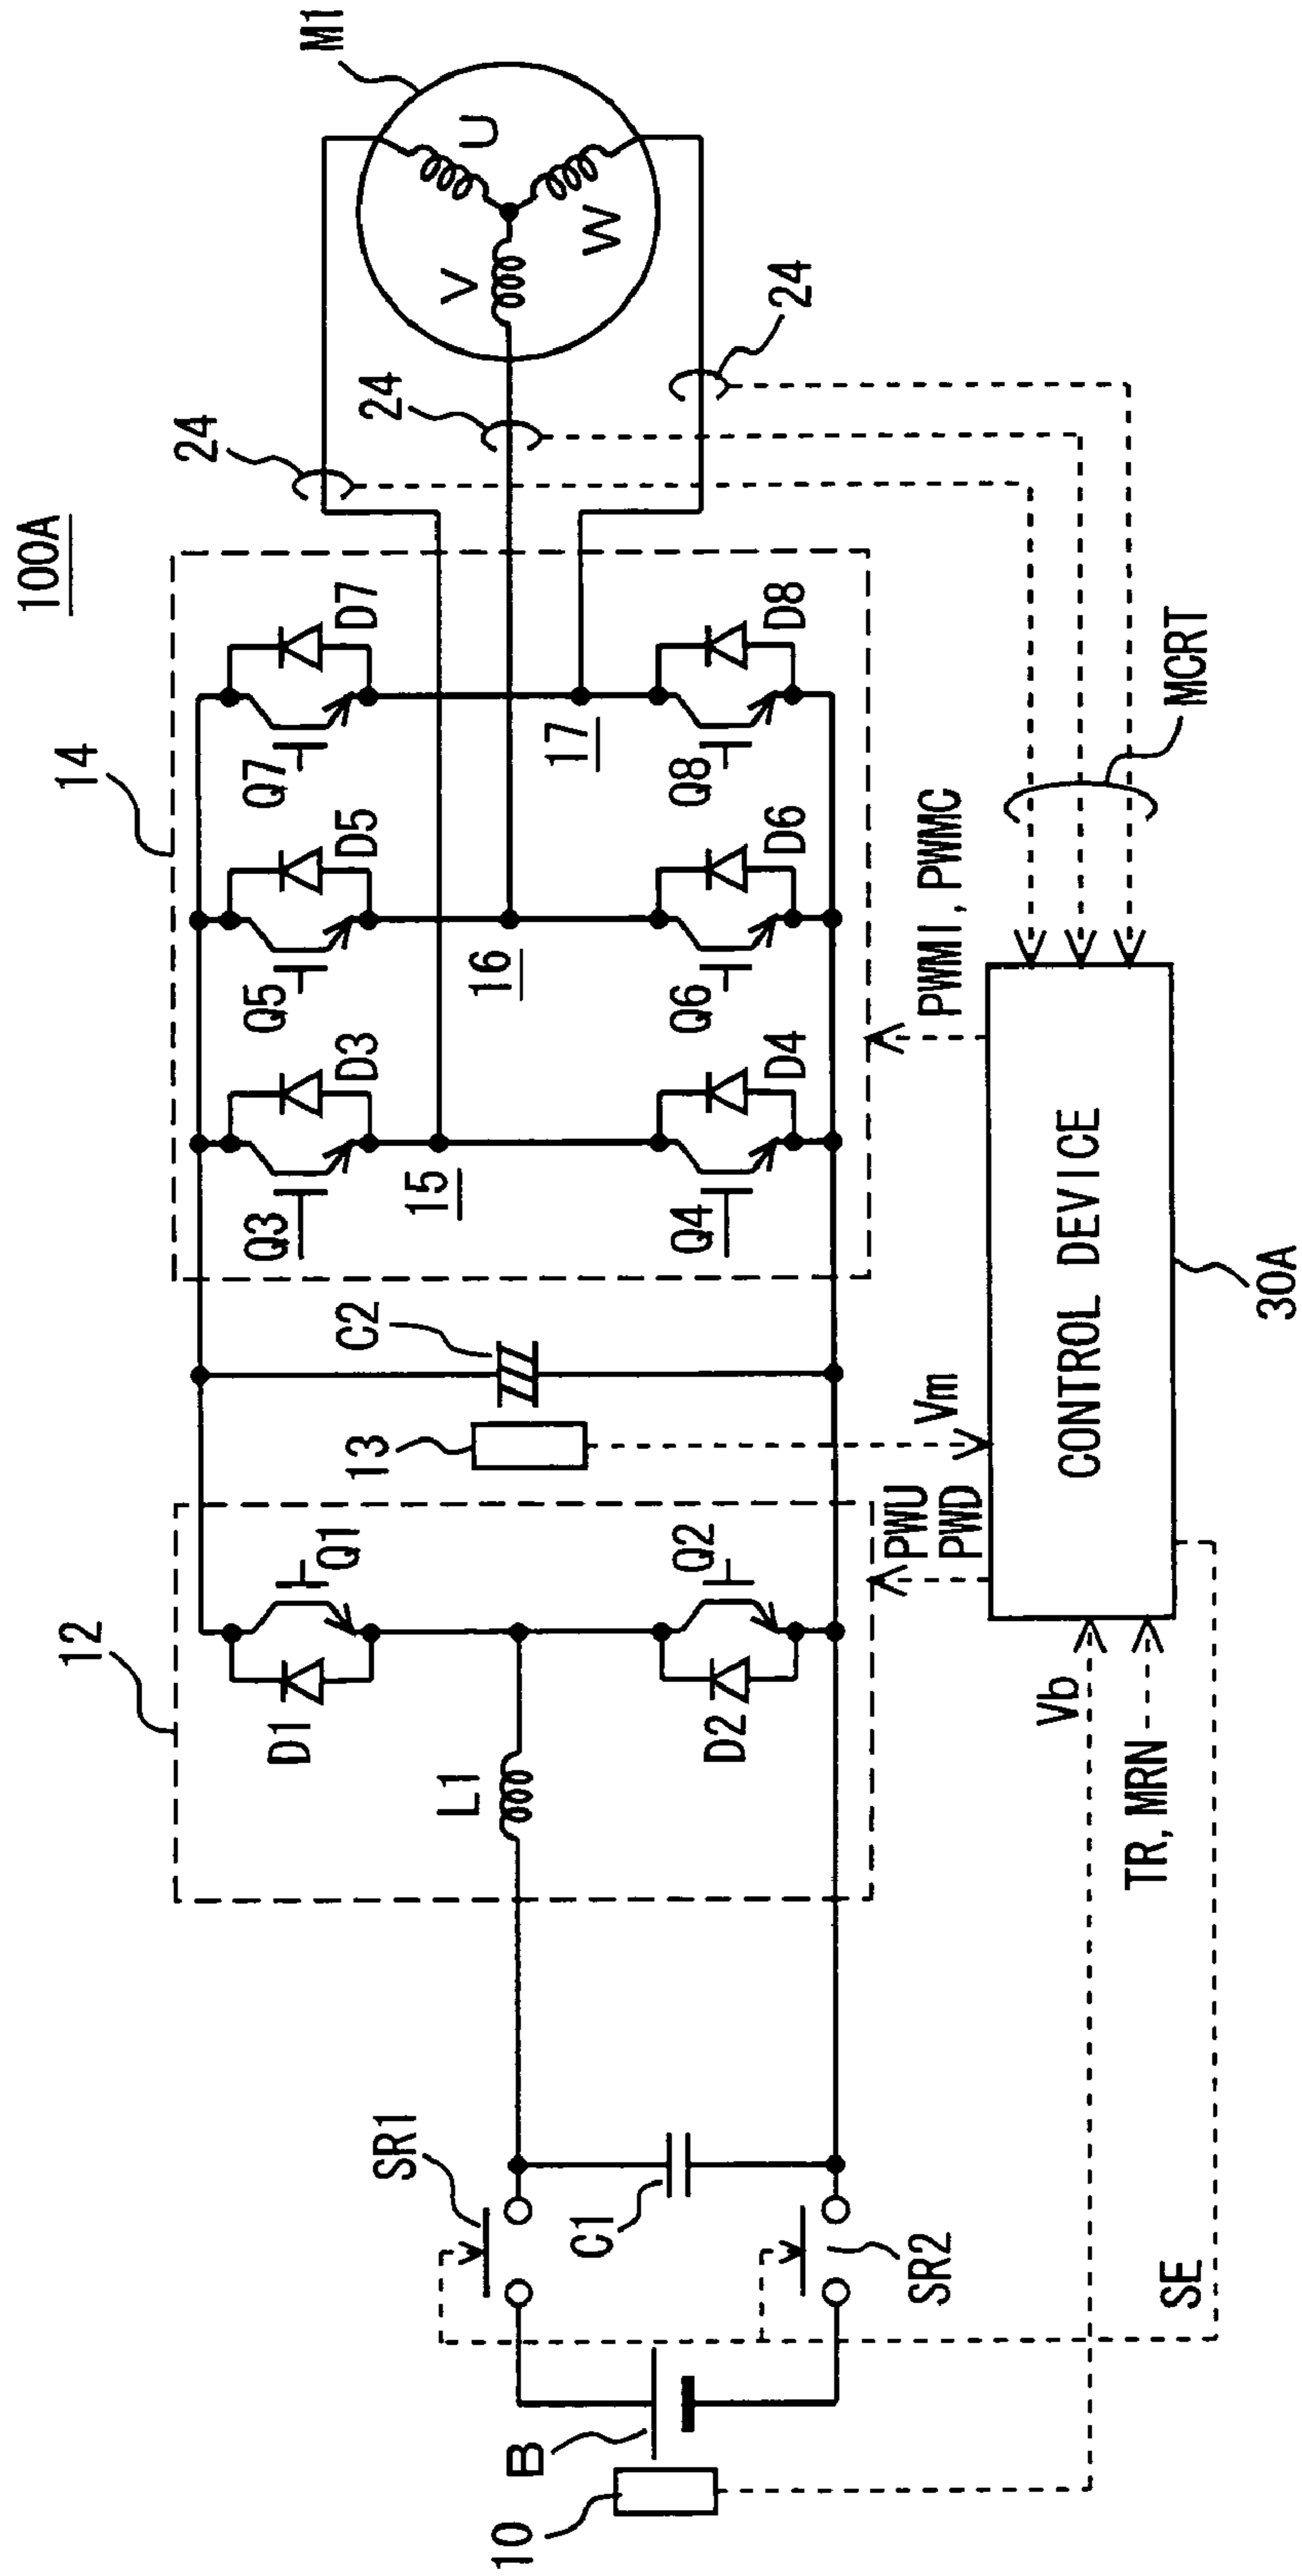 100A
12
14
M1
D1
Q1
C2
Q3
D3
Q5
D5
Q7
D7
24
24
U
V
W
SR1
L1
13
15
16
17
24
B
10
C1
D2
Q2
Q4
D4
Q6
D6
Q8
D8
SR2
PWU
PWD
Vm
PWMI, PWMC
MCRT
Vb
TR, MRN
CONTROL DEVICE
30A
SE